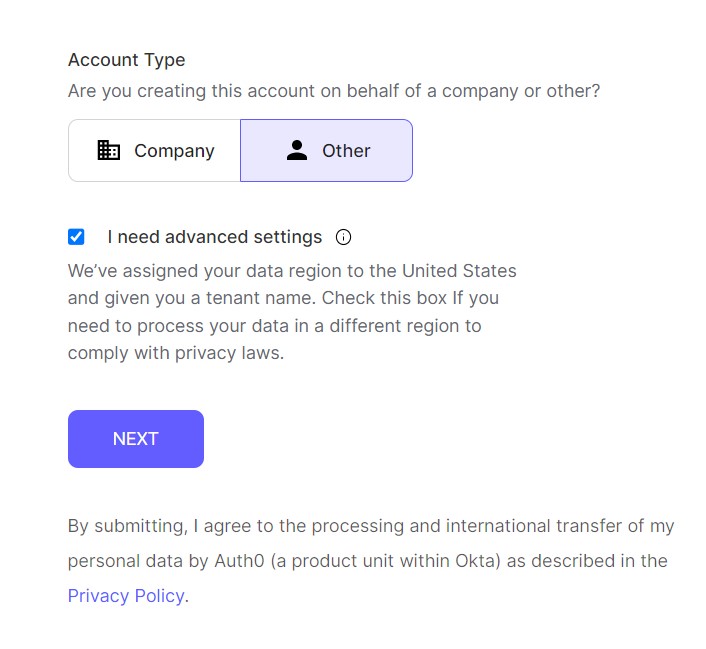 Account Type
Are you creating this account on behalf of a company or other?
Company
Other
I need advanced settings
We’ve assigned your data region to the United States
and given you a tenant name. Check this box If you
need to process your data in a different region to
comply with privacy laws.
NEXT
By submitting, I agree to the processing and international transfer of my
personal data by Auth0 (a product unit within Okta) as described in the
Privacy Policy.